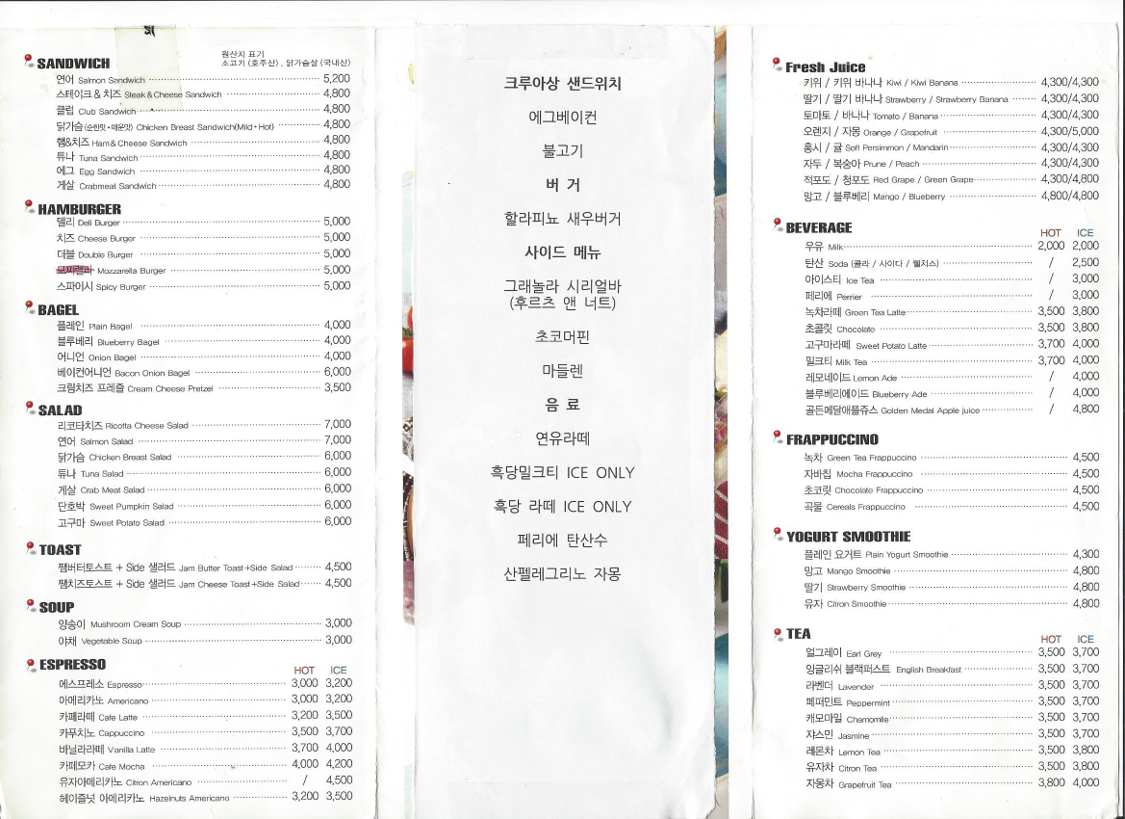 원산지 표기
소고기 (호주산) , 닭가슴살 (국내산)
SANDWICH
연어 Salmon Sandwich 5,200
스테이크 & 치즈 Steak & Cheese Sandwich 4,800
클럽 Club Sandwich 4,800
닭가슴(순한맛•매운맛) Chicken Breast Sandwich(Mild • Hot) 4,800
햄&치즈 Ham & Cheese Sandwich 4,800
튜나 Tuna Sandwich 4,800
에그 Egg Sandwich 4,800
게살 Crabmeat Sandwich 4,800
HAMBURGER
델리 Deli Burger 5,000
치즈 Cheese Burger 5,000
더블 Double Burger 5,000
모짜렐라 Mozzarella Burger 5,000
스파이시 Spicy Burger 5,000
BAGEL
플레인 Plain Bagel 4,000
블루베리 Blueberry Bagel 4,000
어니언 Onion Bagel 4,000
베이컨어니언 Bacon Onion Bagel 6,000
크림치즈 프레즐 Cream Cheese Pretzel 3,500
SALAD
리코타치즈 Ricotta Cheese Salad 7,000
연어 Salmon Salad 7,000
닭가슴 Chicken Breast Salad 6,000
튜나 Tuna Salad 6,000
게살 Crab Meat Salad 6,000
단호박 Sweet Pumpkin Salad 6,000
고구마 Sweet Potato Salad 6,000
TOAST
잼버터토스트 + Side 샐러드 Jam Butter Toast+Side Salad 4,500
잼치즈토스트 + Side 샐러드 Jam Cheese Toast+Side Salad 4,500
SOUP
양송이 Mushroom Cream Soup 3,000
야채 Vegetable Soup 3,000
ESPRESSO HOT ICE
에스프레소 Espresso 3,000 3,200
아메리카노 Americano 3,000 3,200
카페라떼 Cafe Latte 3,200 3,500
카푸치노 Cappuccino 3,500 3,700
바닐라라떼 Vanilla Latte 3,700 4,000
카페모카 Cafe Mocha 4,000 4,200
유자아메리카노 Citron Americano / 4,500
헤이즐넛 아메리카노 Hazelnuts Americano 3,200 3,500
크루아상 샌드위치
에그베이컨
불고기
버 거
할라피뇨 새우버거
사이드 메뉴
그래놀라 시리얼바
(후르츠 앤 너트)
초코머핀
마들렌
음 료
연유라떼
흑당밀크티 ICE ONLY
흑당 라떼 ICE ONLY
페리에 탄산수
산펠레그리노 자몽
Fresh Juice
키위 / 키위 바나나 Kiwi / Kiwi Banana 4,300/4,300
딸기 / 딸기 바나나 Strawberry / Strawberry Banana 4,300/4,300
토마토 / 바나나 Tomato / Banana 4,300/4,300
오렌지 / 자몽 Orange / Grapefruit 4,300/5,000
홍시 / 귤 Soft Persimmon / Mandarin 4,300/4,300
자두 / 복숭아 Prune / Peach 4,300/4,300
적포도 / 청포도 Red Grape / Green Grape 4,300/4,800
망고 / 블루베리 Mango / Blueberry 4,800/4,800
BEVERAGE HOT ICE
우유 Milk 2,000 2,000
탄산 Soda (콜라 / 사이다 / 웰치스) / 2,500
아이스티 Ice Tea / 3,000
페리에 Perrier / 3,000
녹차라떼 Green Tea Latte 3,500 3,800
초콜릿 Chocolate 3,500 3,800
고구마라떼 Sweet Potato Latte 3,700 4,000
밀크티 Milk Tea 3,700 4,000
레모네이드 Lemon Ade / 4,000
블루베리에이드 Blueberry Ade / 4,000
골든메달애플쥬스 Golden Medal Apple juice / 4,800
FRAPPUCCINO
녹차 Green Tea Frappuccino 4,500
자바칩 Mocha Frappuccino 4,500
초코릿 Chocolate Frappuccino 4,500
곡물 Cereals Frappuccino 4,500
YOGURT SMOOTHIE
플레인 요거트 Plain Yogurt Smoothie 4,300
망고 Mango Smoothie 4,800
딸기 Strawberry Smoothie 4,800
유자 Citron Smoothie 4,800
TEA HOT ICE
얼그레이 Earl Grey 3,500 3,700
잉글리쉬 블랙퍼스트 English Breakfast 3,500 3,700
라벤더 Lavender 3,500 3,700
페퍼민트 Peppermint 3,500 3,700
캐모마일 Chamomile 3,500 3,700
쟈스민 Jasmine 3,500 3,700
레몬차 Lemon Tea 3,500 3,800
유자차 Citron Tea 3,500 3,800
자몽차 Grapefruit Tea 3,800 4,000